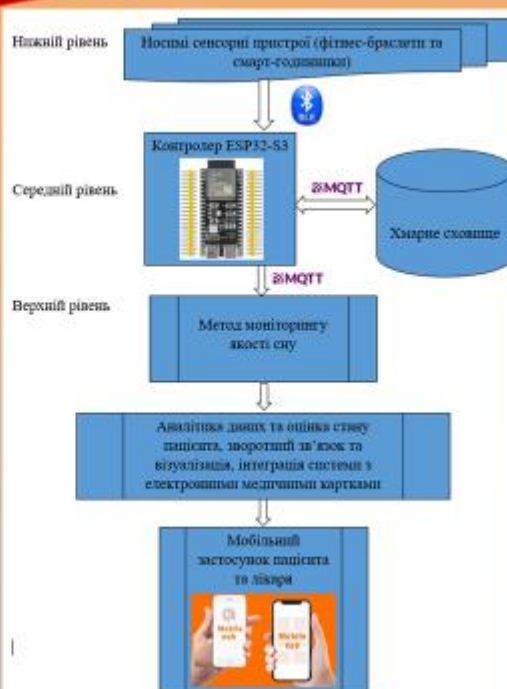 Нижній рівень
Носимі сенсорні пристрої (фітнес-браслети та
смарт-годинники)
BLE
Контролер ESP32-S3
Середній рівень
MQTT
Хмарне сховище
MQTT
Верхній рівень
Метод моніторингу
якості сну
Аналітика даних та оцінка стану
пацієнта, зворотний зв'язок та
візуалізація, інтеграція системи з
електронними медичними картками
Мобільний
застосунок пацієнта
та лікаря
Mobile
Mobile
app